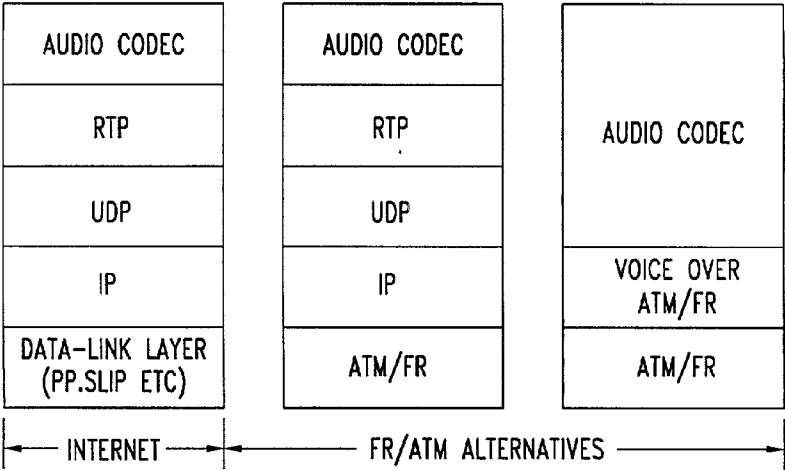 AUDIO CODEC
RTP
UDP
IP
DATA-LINK LAYER
(PP.SLIP ETC)
AUDIO CODEC
RTP
UDP
IP
ATM/FR
AUDIO CODEC
VOICE OVER
ATM/FR
ATM/FR
INTERNET
FR/ATM ALTERNATIVES